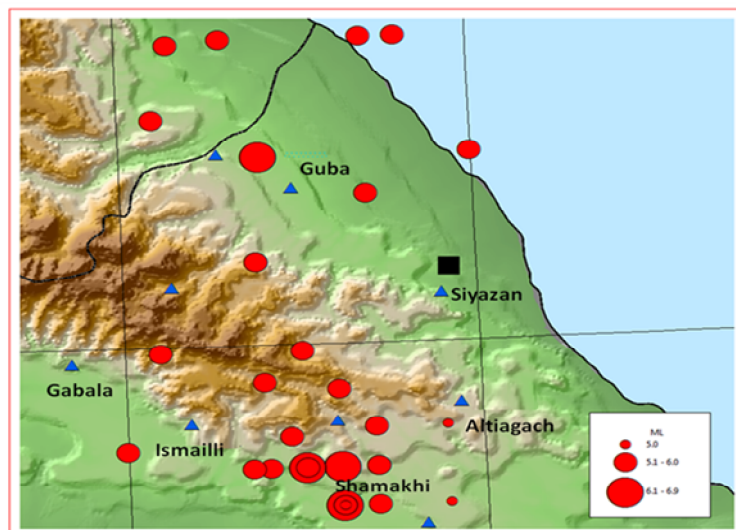 Guba
Siyazan
Gabala
Altiagach
Ismailli
Shamakhi
ML
5.0
5.1 - 6.0
6.1 - 6.9